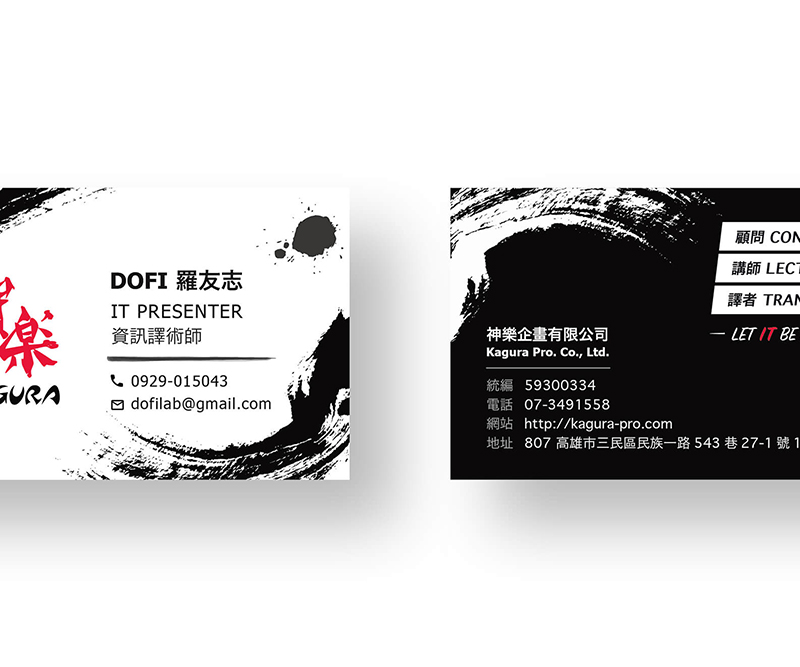 樂
GURA
DOFI 羅友志
IT PRESENTER
資訊譯術師
0929-015043
dofilab@gmail.com
顧問 CON
講師 LECT
譯者 TRAN
LET IT BE
神樂企畫有限公司
Kagura Pro. Co., Ltd.
統編 59300334
電話 07-3491558
網站 http://kagura-pro.com
地址 807 高雄市三民區民族一路 543 巷 27-1 號 1